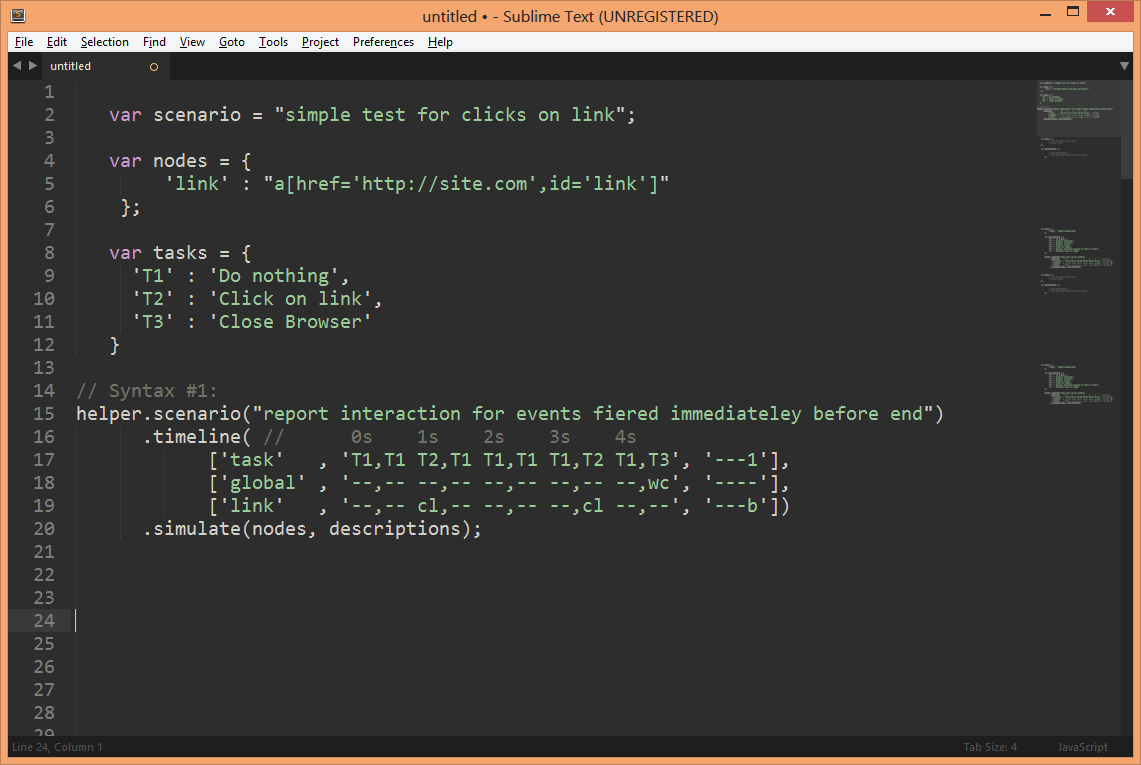 untitled • - Sublime Text (UNREGISTERED)
File Edit Selection Find View Goto Tools Project Preferences Help
untitled
1
2 var scenario = "simple test for clicks on link";
3
4 var nodes = {
5 'link' : "a[href='http://site.com',id='link']"
6 };
7
8 var tasks = {
9 'T1' : 'Do nothing',
10 'T2' : 'Click on link',
11 'T3' : 'Close Browser'
12 }
13
14 // Syntax #1:
15 helper.scenario("report interaction for events fiered immediateley before end")
16 .timeline( // 0s 1s 2s 3s 4s
17 ['task' , 'T1,T1 T2,T1 T1,T1 T1,T2 T1,T3', '---1'],
18 ['global' , '--,-- --,-- --,-- --,-- --,wc', '----'],
19 ['link' , '--,-- cl,-- --,-- --,cl --,--', '---b'])
20 .simulate(nodes, descriptions);
21
22
23
24
25
26
27
28
29
Line 24, Column 1 Tab Size: 4 JavaScript